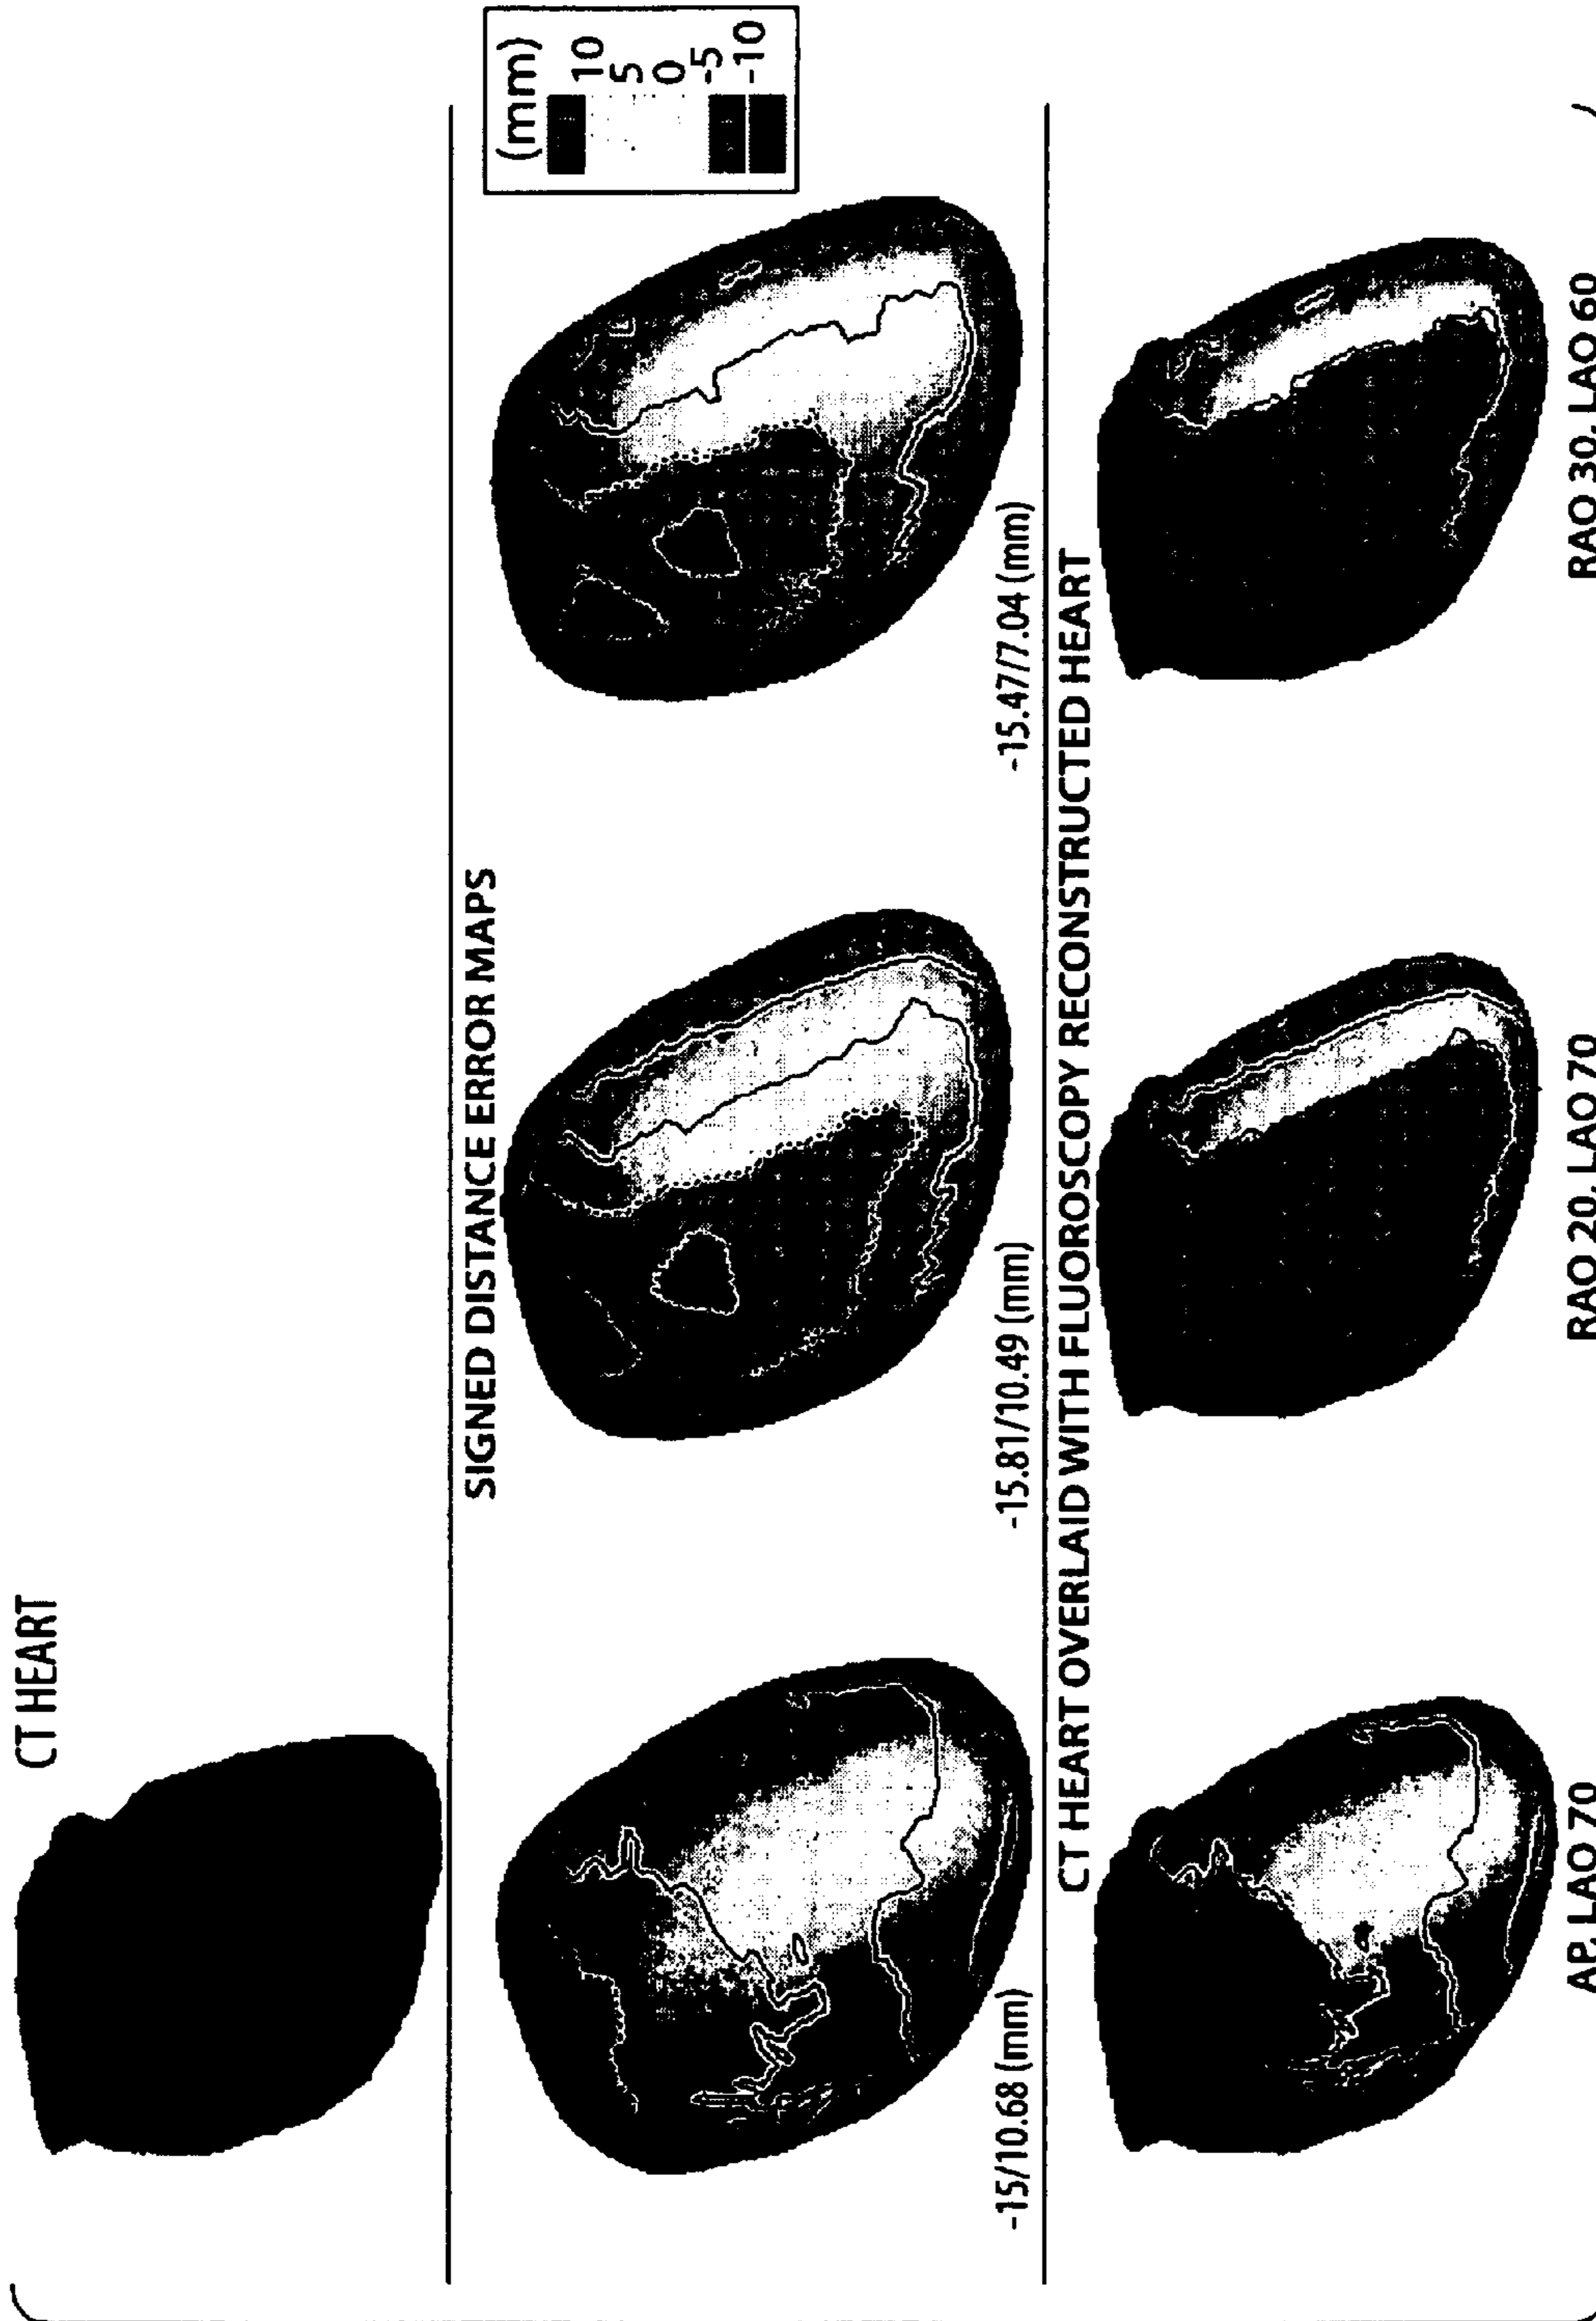 CT HEART
SIGNED DISTANCE ERROR MAPS
(mm)
10
5
0
-5
-10
-15/10.68 (mm)
-15.81/10.49 (mm)
-15.47/7.04 (mm)
CT HEART OVERLAID WITH FLUOROSCOPY RECONSTRUCTED HEART
AP, LAO 70
RAO 20, LAO 70
RAO 30, LAO 60